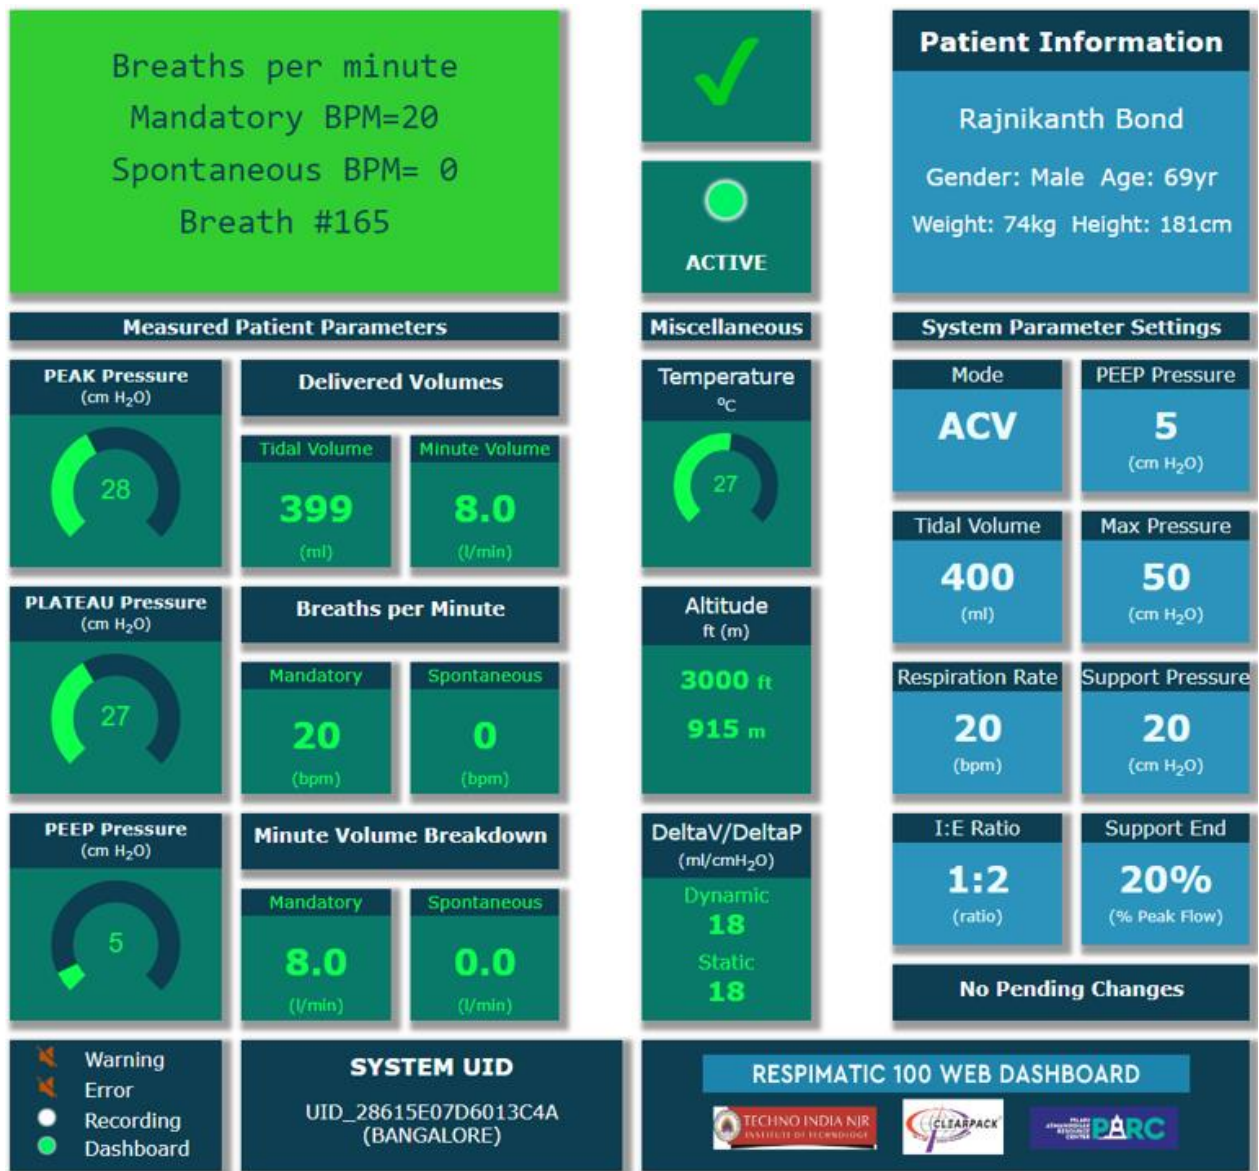 Breaths per minute
Mandatory BPM=20
Spontaneous BPM= 0
Breath #165
ACTIVE
Patient Information
Rajnikanth Bond
Gender: Male Age: 69yr
Weight: 74kg Height: 181cm
Measured Patient Parameters
PEAK Pressure
(cm H₂O)
28
Delivered Volumes
Tidal Volume
399
(ml)
Minute Volume
8.0
(l/min)
PLATEAU Pressure
(cm H₂O)
27
Breaths per Minute
Mandatory
20
(bpm)
Spontaneous
0
(bpm)
PEEP Pressure
(cm H₂O)
5
Minute Volume Breakdown
Mandatory
8.0
(l/min)
Spontaneous
0.0
(l/min)
Miscellaneous
Temperature
°C
27
Altitude
ft (m)
3000 ft
915 m
DeltaV/DeltaP
(ml/cmH₂O)
Dynamic
18
Static
18
System Parameter Settings
Mode
ACV
PEEP Pressure
5
(cm H₂O)
Tidal Volume
400
(ml)
Max Pressure
50
(cm H₂O)
Respiration Rate
20
(bpm)
Support Pressure
20
(cm H₂O)
I:E Ratio
1:2
(ratio)
Support End
20%
(% Peak Flow)
No Pending Changes
Warning
Error
Recording
Dashboard
SYSTEM UID
UID_28615E07D6013C4A
(BANGALORE)
RESPIMATIC 100 WEB DASHBOARD
TECHNO INDIA NJR
INSTITUTE OF TECHNOLOGY
CLEARPACK
PARC